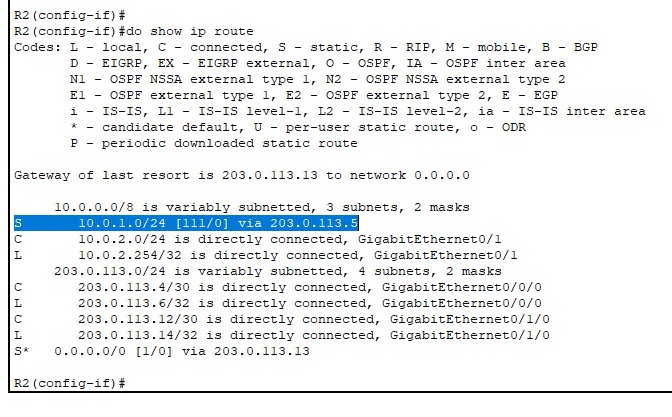 R2(config-if)#
R2(config-if)#do show ip route
Codes: L - local, C - connected, S - static, R - RIP, M - mobile, B - BGP
       D - EIGRP, EX - EIGRP external, O - OSPF, IA - OSPF inter area
       N1 - OSPF NSSA external type 1, N2 - OSPF NSSA external type 2
       E1 - OSPF external type 1, E2 - OSPF external type 2, E - EGP
       i - IS-IS, L1 - IS-IS level-1, L2 - IS-IS level-2, ia - IS-IS inter area
       * - candidate default, U - per-user static route, o - ODR
       P - periodic downloaded static route

Gateway of last resort is 203.0.113.13 to network 0.0.0.0

     10.0.0.0/8 is variably subnetted, 3 subnets, 2 masks
S       10.0.1.0/24 [111/0] via 203.0.113.5
C       10.0.2.0/24 is directly connected, GigabitEthernet0/1
L       10.0.2.254/32 is directly connected, GigabitEthernet0/1
     203.0.113.0/24 is variably subnetted, 4 subnets, 2 masks
C       203.0.113.4/30 is directly connected, GigabitEthernet0/0/0
L       203.0.113.6/32 is directly connected, GigabitEthernet0/0/0
C       203.0.113.12/30 is directly connected, GigabitEthernet0/1/0
L       203.0.113.14/32 is directly connected, GigabitEthernet0/1/0
S*   0.0.0.0/0 [1/0] via 203.0.113.13

R2(config-if)#